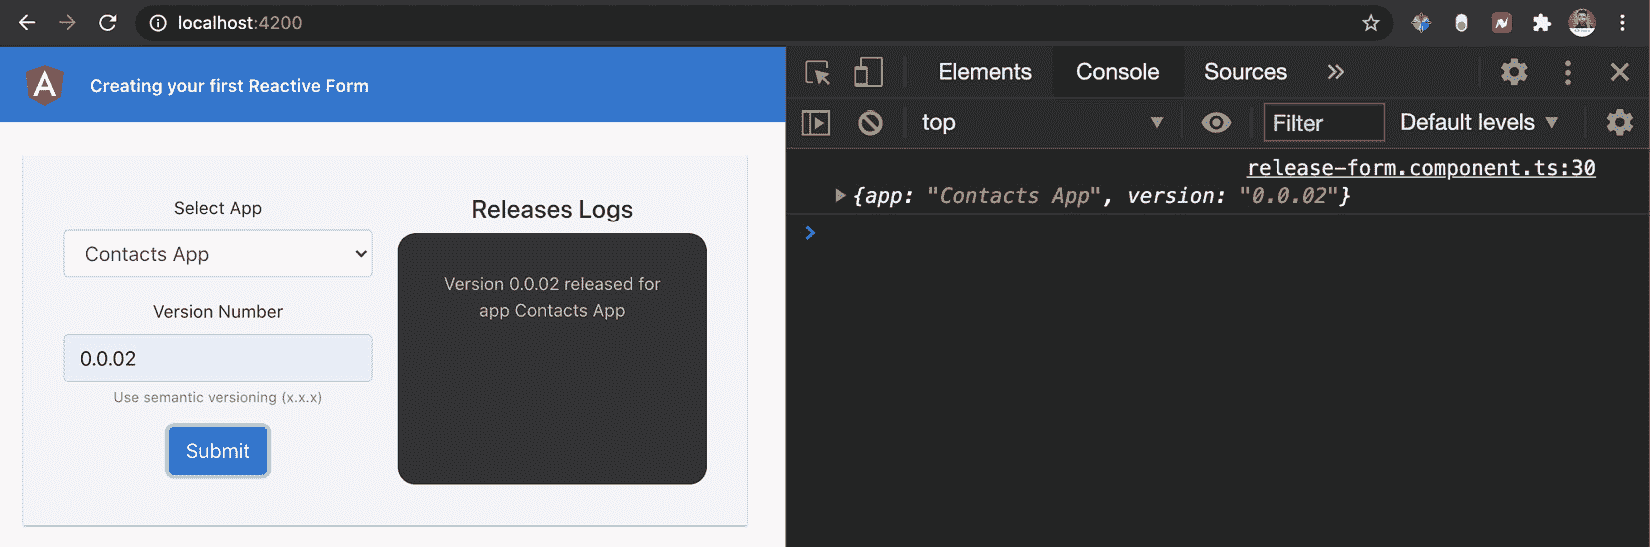 localhost:4200
A Creating your first Reactive Form
Elements Console Sources »
top Filter Default levels
Select App
Contacts App
Version Number
0.0.02
Use semantic versioning (x.x.x)
Submit
Releases Logs
Version 0.0.02 released for
app Contacts App
release-form.component.ts:30
{app: "Contacts App", version: "0.0.02"}